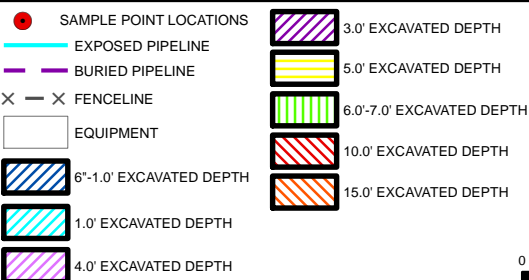 SAMPLE POINT LOCATIONS
EXPOSED PIPELINE
BURIED PIPELINE
FENCELINE
EQUIPMENT
6"-1.0' EXCAVATED DEPTH
1.0' EXCAVATED DEPTH
4.0' EXCAVATED DEPTH
3.0' EXCAVATED DEPTH
5.0' EXCAVATED DEPTH
6.0'-7.0' EXCAVATED DEPTH
10.0' EXCAVATED DEPTH
15.0' EXCAVATED DEPTH
0